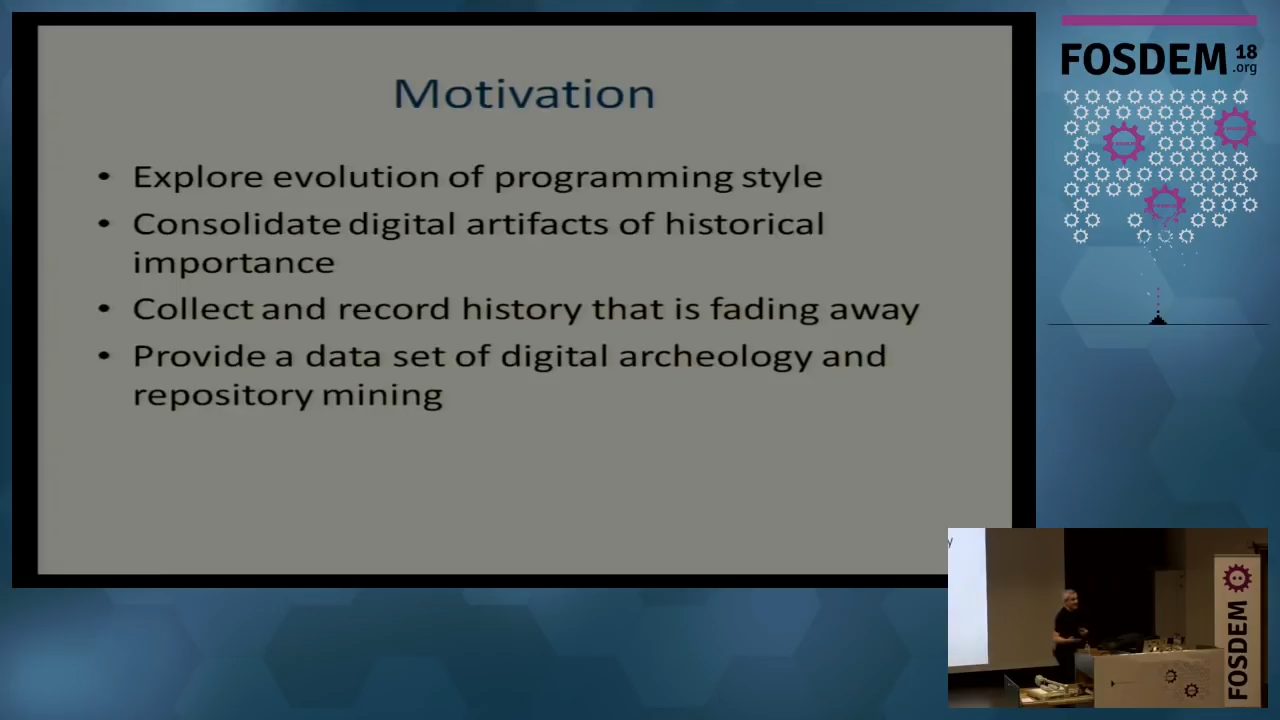 Motivation
• Explore evolution of programming style
• Consolidate digital artifacts of historical
importance
• Collect and record history that is fading away
• Provide a data set of digital archeology and
repository mining
FOSDEM 18
.org
y
FOSDEM